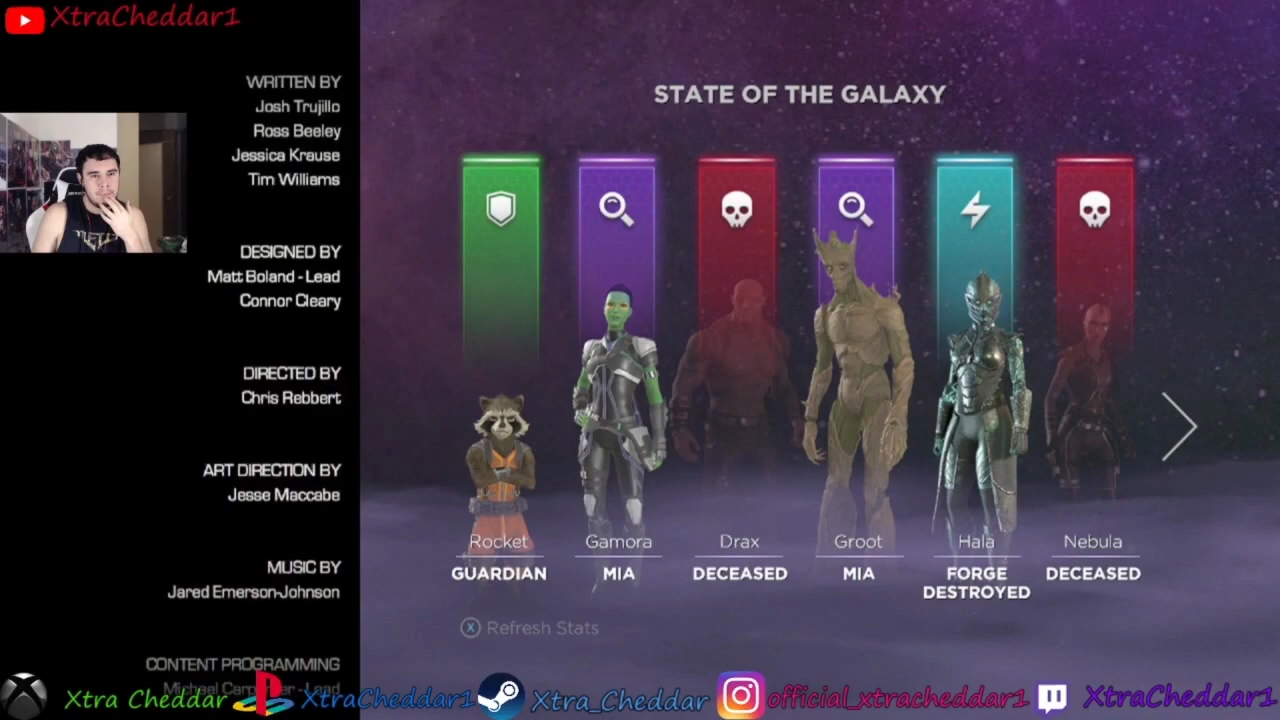 XtraCheddar1
WRITTEN BY
Josh Trujillo
Ross Beeley
Jessica Krause
Tim Williams
DESIGNED BY
Matt Boland - Lead
Connor Cleary
DIRECTED BY
Chris Rebbert
ART DIRECTION BY
Jesse Maccabe
MUSIC BY
Jared Emerson-Johnson
CONTENT PROGRAMMING
Michael - Lead
STATE OF THE GALAXY
Rocket
GUARDIAN
Gamora
MIA
Drax
DECEASED
Groot
MIA
Hala
FORGE
DESTROYED
Nebula
DECEASED
X Refresh Stats
Xtra Cheddar
XtraCheddar1
Xtra_Cheddar
official_xtracheddar1
XtraCheddar1